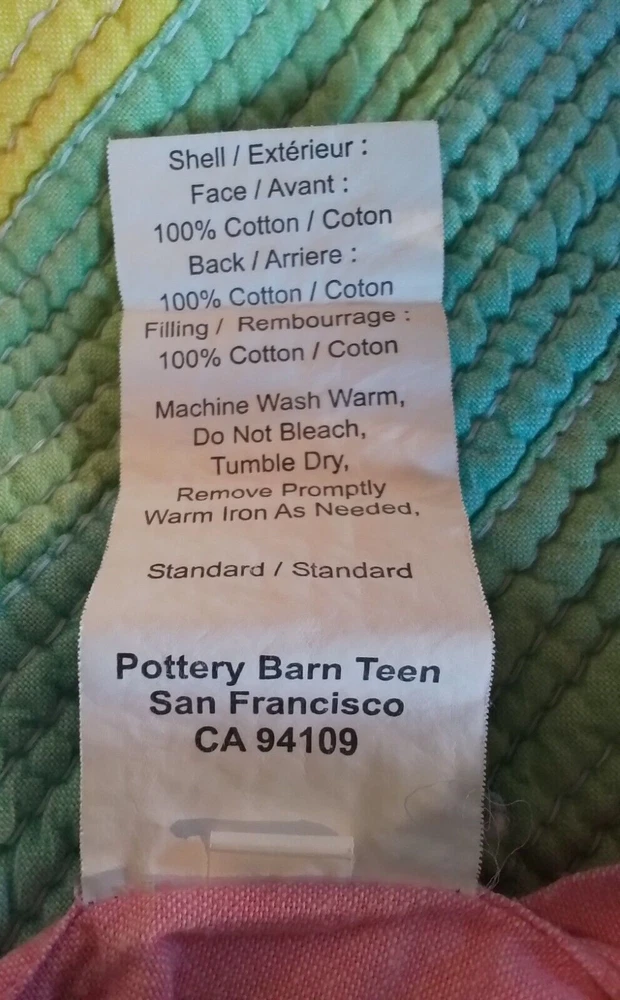 Shell / Extérieur :
Face / Avant :
100% Cotton / Coton
Back / Arriere :
100% Cotton / Coton
Filling / Rembourrage :
100% Cotton / Coton
Machine Wash Warm,
Do Not Bleach,
Tumble Dry,
Remove Promptly
Warm Iron As Needed,
Standard / Standard
Pottery Barn Teen
San Francisco
CA 94109